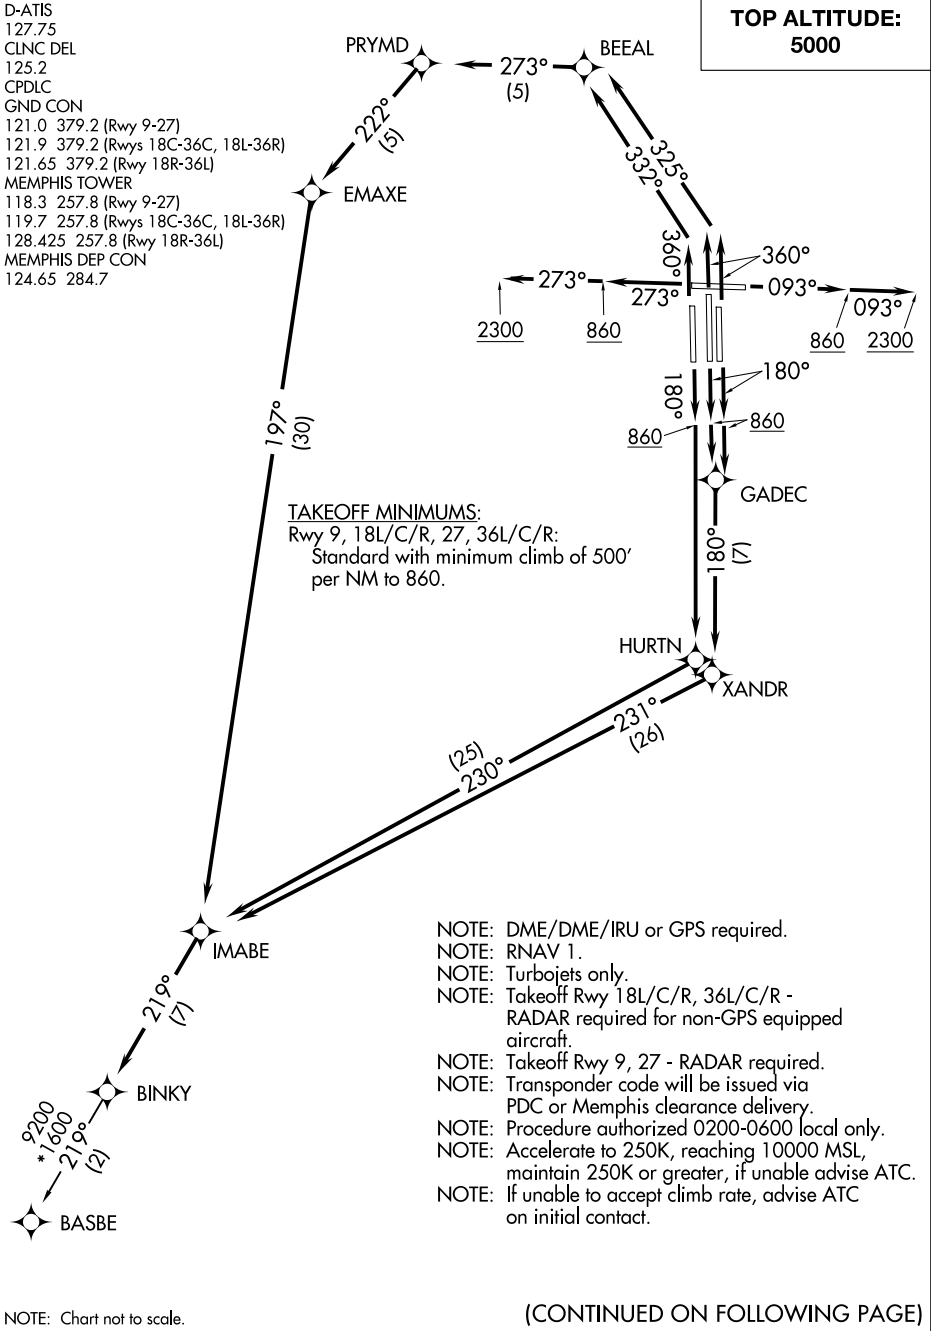 D-ATIS
127.75
CLNC DEL
125.2
CPDLC
GND CON
121.0 379.2 (Rwy 9-27)
121.9 379.2 (Rwys 18C-36C, 18L-36R)
121.65 379.2 (Rwy 18R-36L)
MEMPHIS TOWER
118.3 257.8 (Rwy 9-27)
119.7 257.8 (Rwys 18C-36C, 18L-36R)
128.425 257.8 (Rwy 18R-36L)
MEMPHIS DEP CON
124.65 284.7
TOP ALTITUDE:
5000
PRYMD
273°
(5)
BEEAL
222°
(5)
EMAXE
325°
332°
360°
360°
273°
273°
093°
093°
2300
860
860
2300
180°
180°
860
860
GADEC
197°
(30)
180°
(7)
TAKEOFF MINIMUMS:
Rwy 9, 18L/C/R, 27, 36L/C/R:
Standard with minimum climb of 500'
per NM to 860.
HURTN
XANDR
231°
(26)
(25)
230°
IMABE
219°
(7)
BINKY
9200
*1600
219°
(2)
BASBE
NOTE: DME/DME/IRU or GPS required.
NOTE: RNAV 1.
NOTE: Turbojets only.
NOTE: Takeoff Rwy 18L/C/R, 36L/C/R -
RADAR required for non-GPS equipped
aircraft.
NOTE: Takeoff Rwy 9, 27 - RADAR required.
NOTE: Transponder code will be issued via
PDC or Memphis clearance delivery.
NOTE: Procedure authorized 0200-0600 local only.
NOTE: Accelerate to 250K, reaching 10000 MSL,
maintain 250K or greater, if unable advise ATC.
NOTE: If unable to accept climb rate, advise ATC
on initial contact.
NOTE: Chart not to scale.
(CONTINUED ON FOLLOWING PAGE)